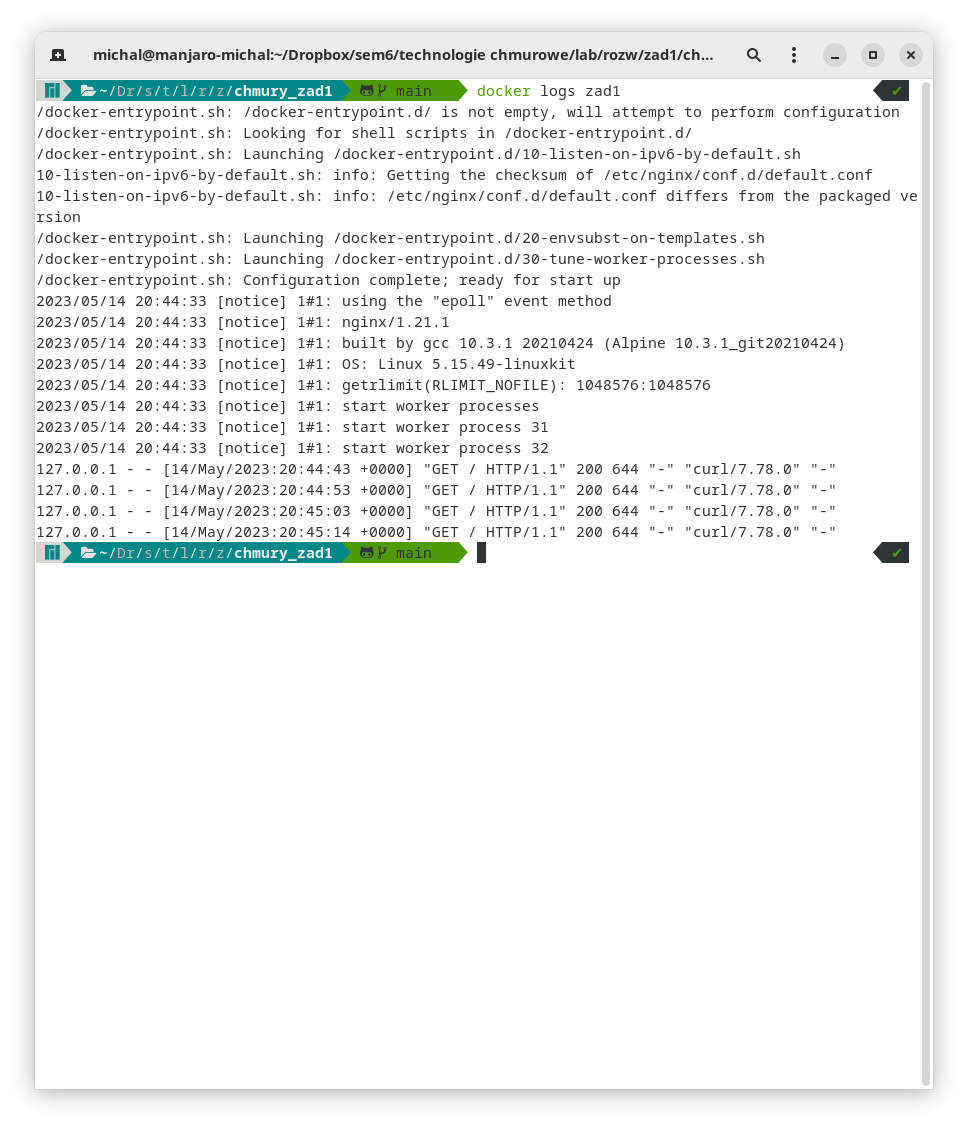 michal@manjaro-michal:~/Dropbox/sem6/technologie chmurowe/lab/rozw/zad1/ch...
~/Dr/s/t/l/r/z/chmury_zad1 main docker logs zad1 ✔
/docker-entrypoint.sh: /docker-entrypoint.d/ is not empty, will attempt to perform configuration
/docker-entrypoint.sh: Looking for shell scripts in /docker-entrypoint.d/
/docker-entrypoint.sh: Launching /docker-entrypoint.d/10-listen-on-ipv6-by-default.sh
10-listen-on-ipv6-by-default.sh: info: Getting the checksum of /etc/nginx/conf.d/default.conf
10-listen-on-ipv6-by-default.sh: info: /etc/nginx/conf.d/default.conf differs from the packaged ve
rsion
/docker-entrypoint.sh: Launching /docker-entrypoint.d/20-envsubst-on-templates.sh
/docker-entrypoint.sh: Launching /docker-entrypoint.d/30-tune-worker-processes.sh
/docker-entrypoint.sh: Configuration complete; ready for start up
2023/05/14 20:44:33 [notice] 1#1: using the "epoll" event method
2023/05/14 20:44:33 [notice] 1#1: nginx/1.21.1
2023/05/14 20:44:33 [notice] 1#1: built by gcc 10.3.1 20210424 (Alpine 10.3.1_git20210424)
2023/05/14 20:44:33 [notice] 1#1: OS: Linux 5.15.49-linuxkit
2023/05/14 20:44:33 [notice] 1#1: getrlimit(RLIMIT_NOFILE): 1048576:1048576
2023/05/14 20:44:33 [notice] 1#1: start worker processes
2023/05/14 20:44:33 [notice] 1#1: start worker process 31
2023/05/14 20:44:33 [notice] 1#1: start worker process 32
127.0.0.1 - - [14/May/2023:20:44:43 +0000] "GET / HTTP/1.1" 200 644 "-" "curl/7.78.0" "-"
127.0.0.1 - - [14/May/2023:20:44:53 +0000] "GET / HTTP/1.1" 200 644 "-" "curl/7.78.0" "-"
127.0.0.1 - - [14/May/2023:20:45:03 +0000] "GET / HTTP/1.1" 200 644 "-" "curl/7.78.0" "-"
127.0.0.1 - - [14/May/2023:20:45:14 +0000] "GET / HTTP/1.1" 200 644 "-" "curl/7.78.0" "-"
~/Dr/s/t/l/r/z/chmury_zad1 main ✔